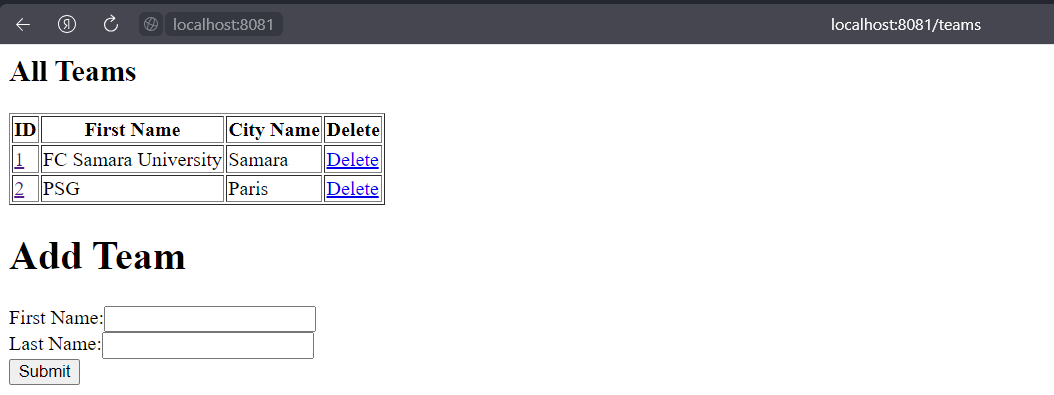 Я localhost:8081 localhost:8081/teams
All Teams
ID First Name City Name Delete
1 FC Samara University Samara Delete
2 PSG Paris Delete
Add Team
First Name:
Last Name:
Submit